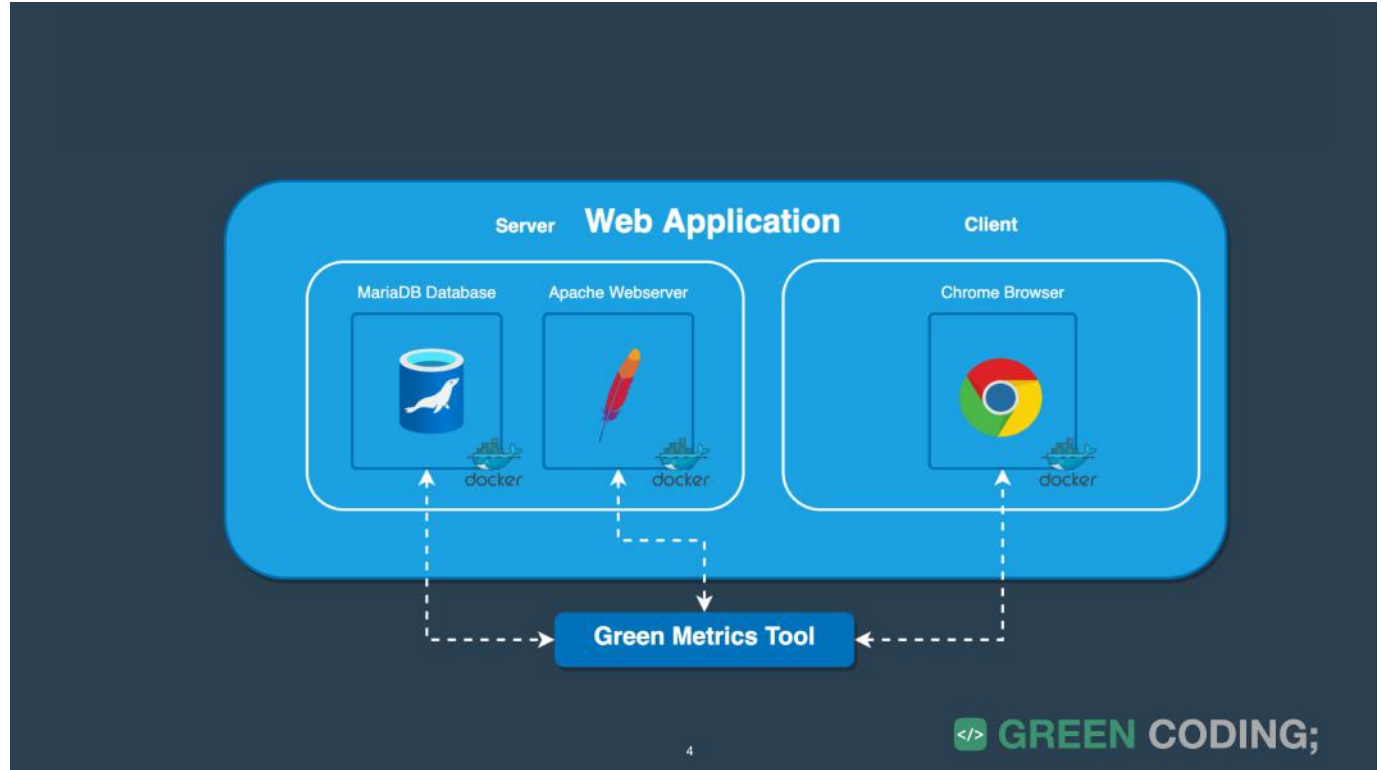 Server
Web Application
Client
MariaDB Database
Apache Webserver
Chrome Browser
docker
docker
docker
Green Metrics Tool
4
</> GREEN CODING;